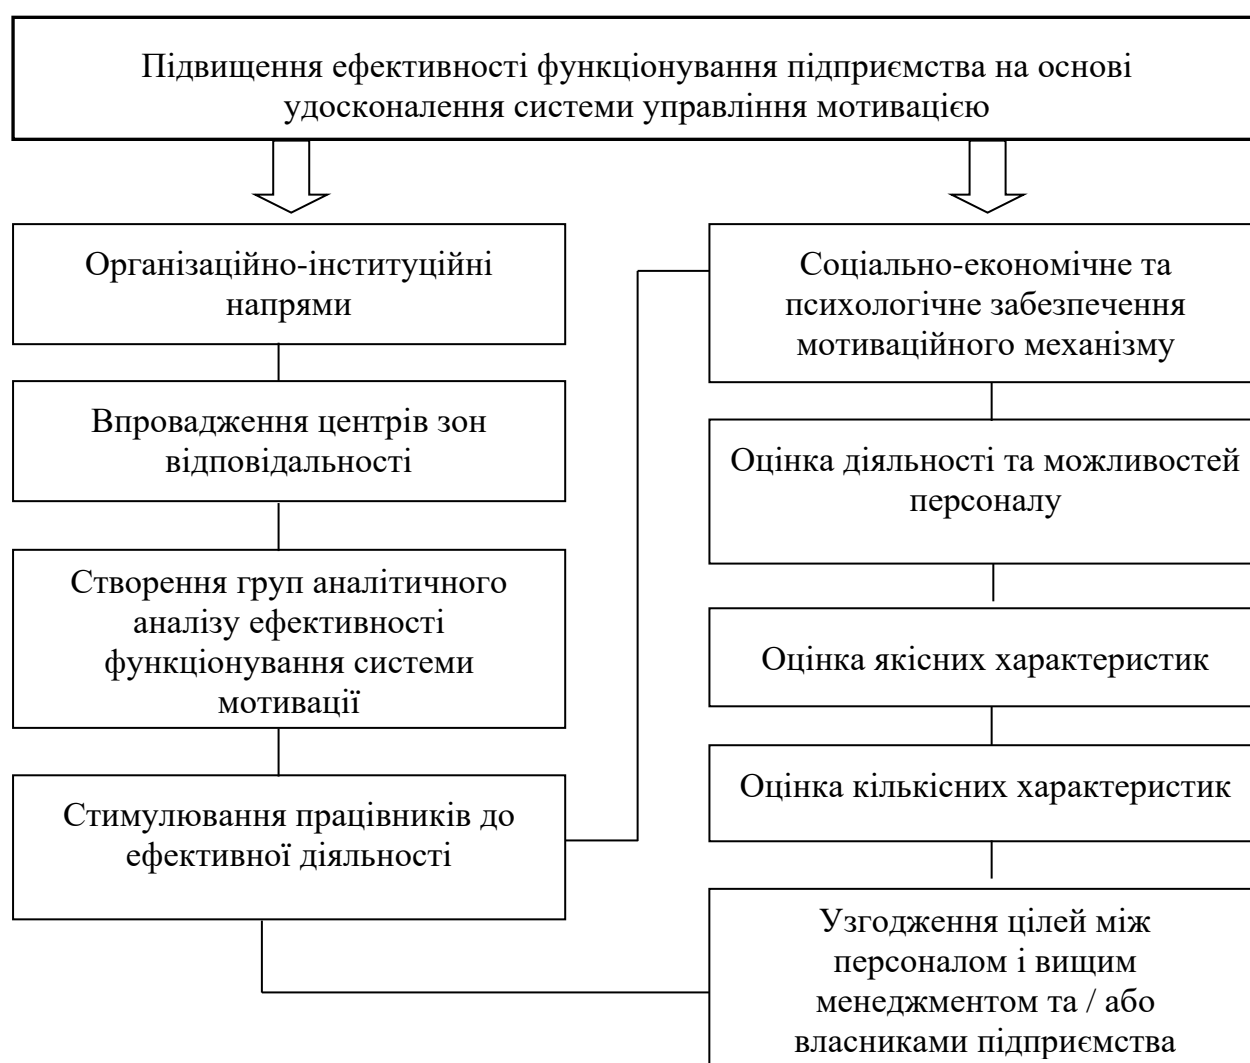 Підвищення ефективності функціонування підприємства на основі
удосконалення системи управління мотивацією
Організаційно-інституційні
напрями
Впровадження центрів зон
відповідальності
Створення груп аналітичного
аналізу ефективності
функціонування системи
мотивації
Стимулювання працівників до
ефективної діяльності
Соціально-економічне та
психологічне забезпечення
мотиваційного механізму
Оцінка діяльності та можливостей
персоналу
Оцінка якісних характеристик
Оцінка кількісних характеристик
Узгодження цілей між
персоналом і вищим
менеджментом та / або
власниками підприємства